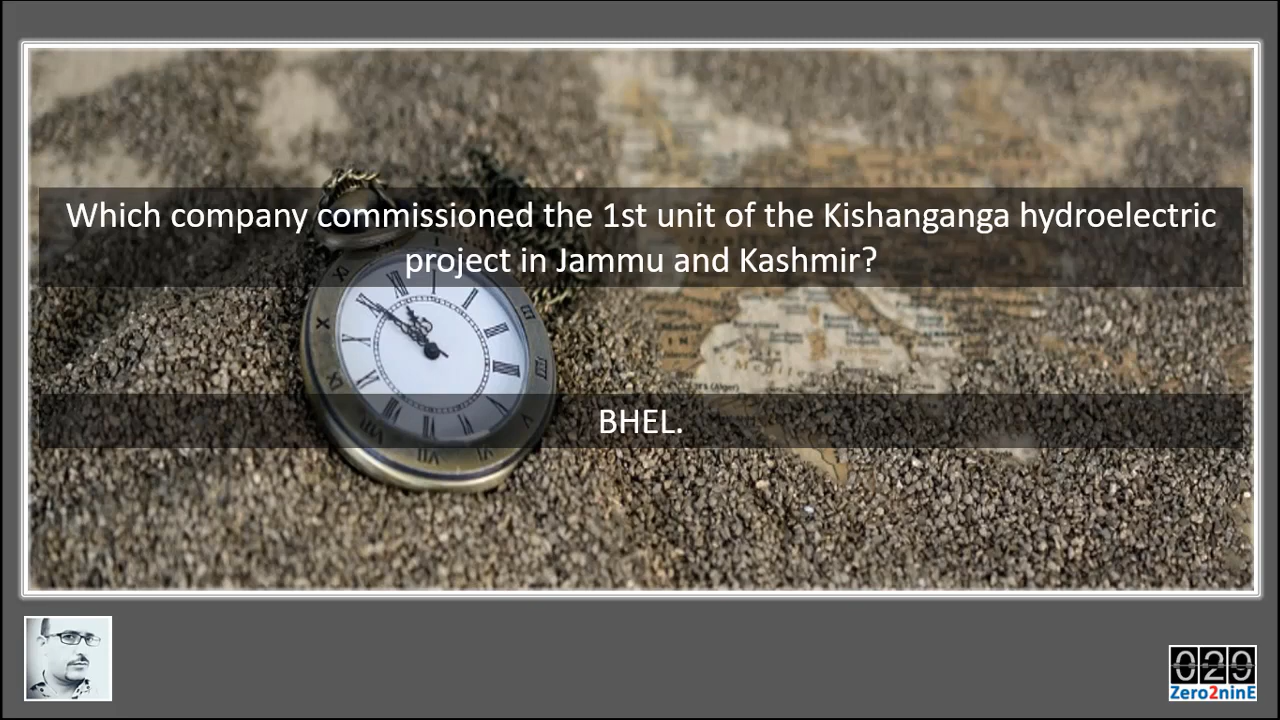 Which company commissioned the 1st unit of the Kishanganga hydroelectric
project in Jammu and Kashmir?
BHEL.
029
Zero2ninE